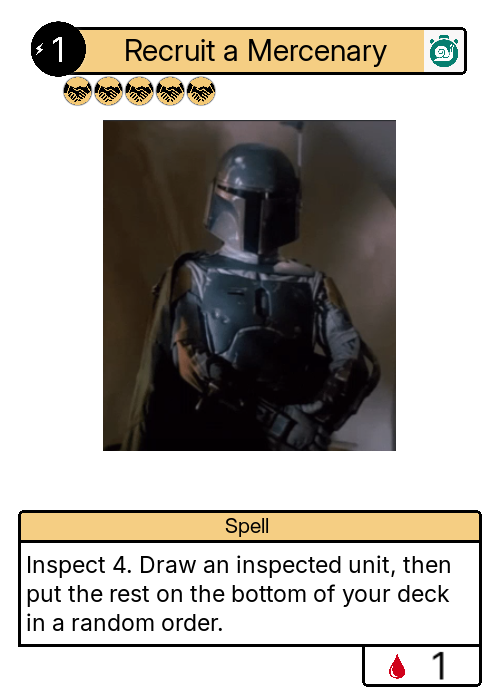 1
Recruit a Mercenary
Spell
Inspect 4. Draw an inspected unit, then
put the rest on the bottom of your deck
in a random order.
1